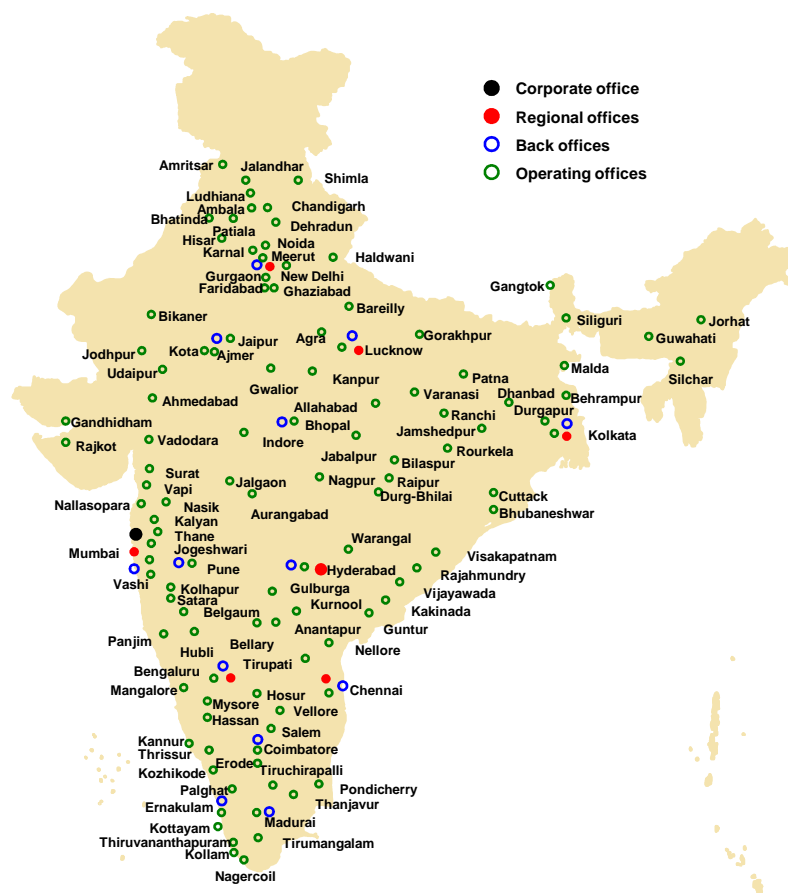 Corporate office
Regional offices
Back offices
Operating offices
Amritsar
Jalandhar
Shimla
Ludhiana
Ambala
Chandigarh
Bhatinda
Patiala
Dehradun
Hisar
Noida
Karnal
Meerut
Haldwani
Gurgaon
New Delhi
Faridabad
Ghaziabad
Gangtok
Bareilly
Bikaner
Siliguri
Jorhat
Agra
Gorakhpur
Guwahati
Jaipur
Jodhpur
Kota
Ajmer
Lucknow
Silchar
Udaipur
Malda
Kanpur
Patna
Gwalior
Varanasi
Dhanbad
Behrampur
Ahmedabad
Allahabad
Ranchi
Durgapur
Gandhidham
Bhopal
Jamshedpur
Kolkata
Rajkot
Vadodara
Indore
Rourkela
Jabalpur
Bilaspur
Surat
Jalgaon
Nagpur
Raipur
Vapi
Durg-Bhilai
Cuttack
Nallasopara
Nasik
Aurangabad
Bhubaneshwar
Kalyan
Thane
Warangal
Mumbai
Jogeshwari
Visakapatnam
Pune
Hyderabad
Rajahmundry
Vashi
Kolhapur
Gulburga
Vijayawada
Satara
Kurnool
Kakinada
Belgaum
Anantapur
Guntur
Panjim
Hubli
Bellary
Nellore
Tirupati
Bengaluru
Mangalore
Hosur
Chennai
Mysore
Vellore
Hassan
Salem
Kannur
Coimbatore
Thrissur
Erode
Tiruchirapalli
Kozhikode
Pondicherry
Palghat
Thanjavur
Ernakulam
Madurai
Kottayam
Thiruvananthapuram
Tirumangalam
Kollam
Nagercoil